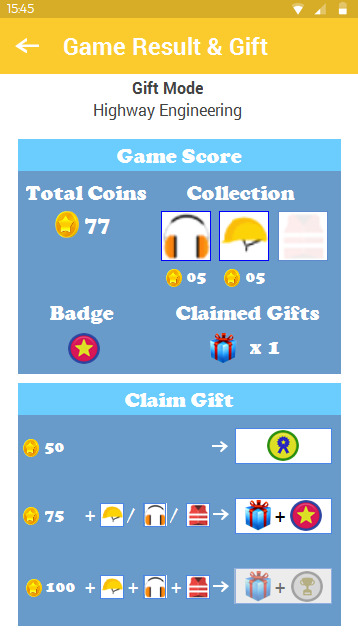 15:45
Game Result & Gift
Gift Mode
Highway Engineering
Game Score
Total Coins
Collection
77
05
05
Badge
Claimed Gifts
x 1
Claim Gift
50
75 + / / 
+
100 + + +
+